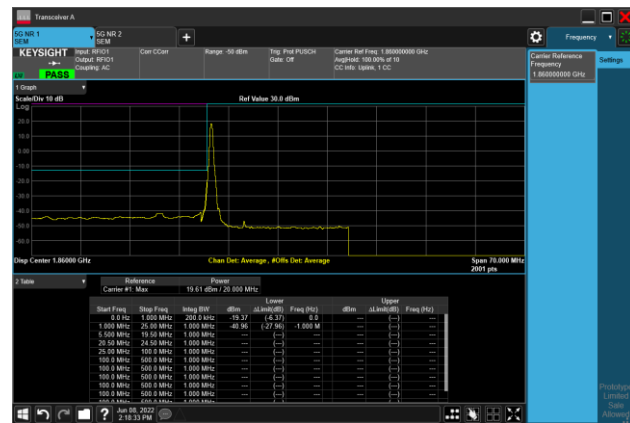 Transceiver A
5G NR 1
SEM
5G NR 2
SEM
+
Frequency
KEYSIGHT
PASS
Input: RFIO1
Output: RFIO1
Coupling: AC
Corr CCorr
Range: -50 dBm
Trig: Prot PUSCH
Gate: Off
Carrier Ref Freq: 1.860000000 GHz
Avg|Hold: 100.00% of 10
CC Info: Uplink, 1 CC
Carrier Reference
Frequency
1.860000000 GHz
Settings
1 Graph
Scale/Div 10 dB
Ref Value 30.0 dBm
Log
20.0
10.0
0.00
-10.0
-20.0
-30.0
-40.0
-50.0
-60.0
Disp Center 1.86000 GHz
Chan Det: Average , #Offs Det: Average
Span 70.000 MHz
2001 pts
2 Table
Reference Power
Carrier #1: Max 19.61 dBm / 20.000 MHz
Lower Upper
Start Freq Stop Freq Integ BW dBm ΔLimit(dB) Freq (Hz) dBm ΔLimit(dB) Freq (Hz)
0.0 Hz 1.000 MHz 200.0 kHz -19.37 (-6.37) 0.0 --- (---) ---
1.000 MHz 25.00 MHz 1.000 MHz -40.96 (-27.96) -1.000 M --- (---) ---
5.500 MHz 19.50 MHz 1.000 MHz --- (---) --- --- (---) ---
20.50 MHz 24.50 MHz 1.000 MHz --- (---) --- --- (---) ---
25.00 MHz 100.0 MHz 1.000 MHz --- (---) --- --- (---) ---
100.0 MHz 500.0 MHz 1.000 MHz --- (---) --- --- (---) ---
100.0 MHz 500.0 MHz 1.000 MHz --- (---) --- --- (---) ---
100.0 MHz 500.0 MHz 1.000 MHz --- (---) --- --- (---) ---
100.0 MHz 500.0 MHz 1.000 MHz --- (---) --- --- (---) ---
100.0 MHz 500.0 MHz 1.000 MHz --- (---) --- --- (---) ---
Prototype
Limited
Sale
Allowed
?
Jun 08, 2022
2:18:33 PM